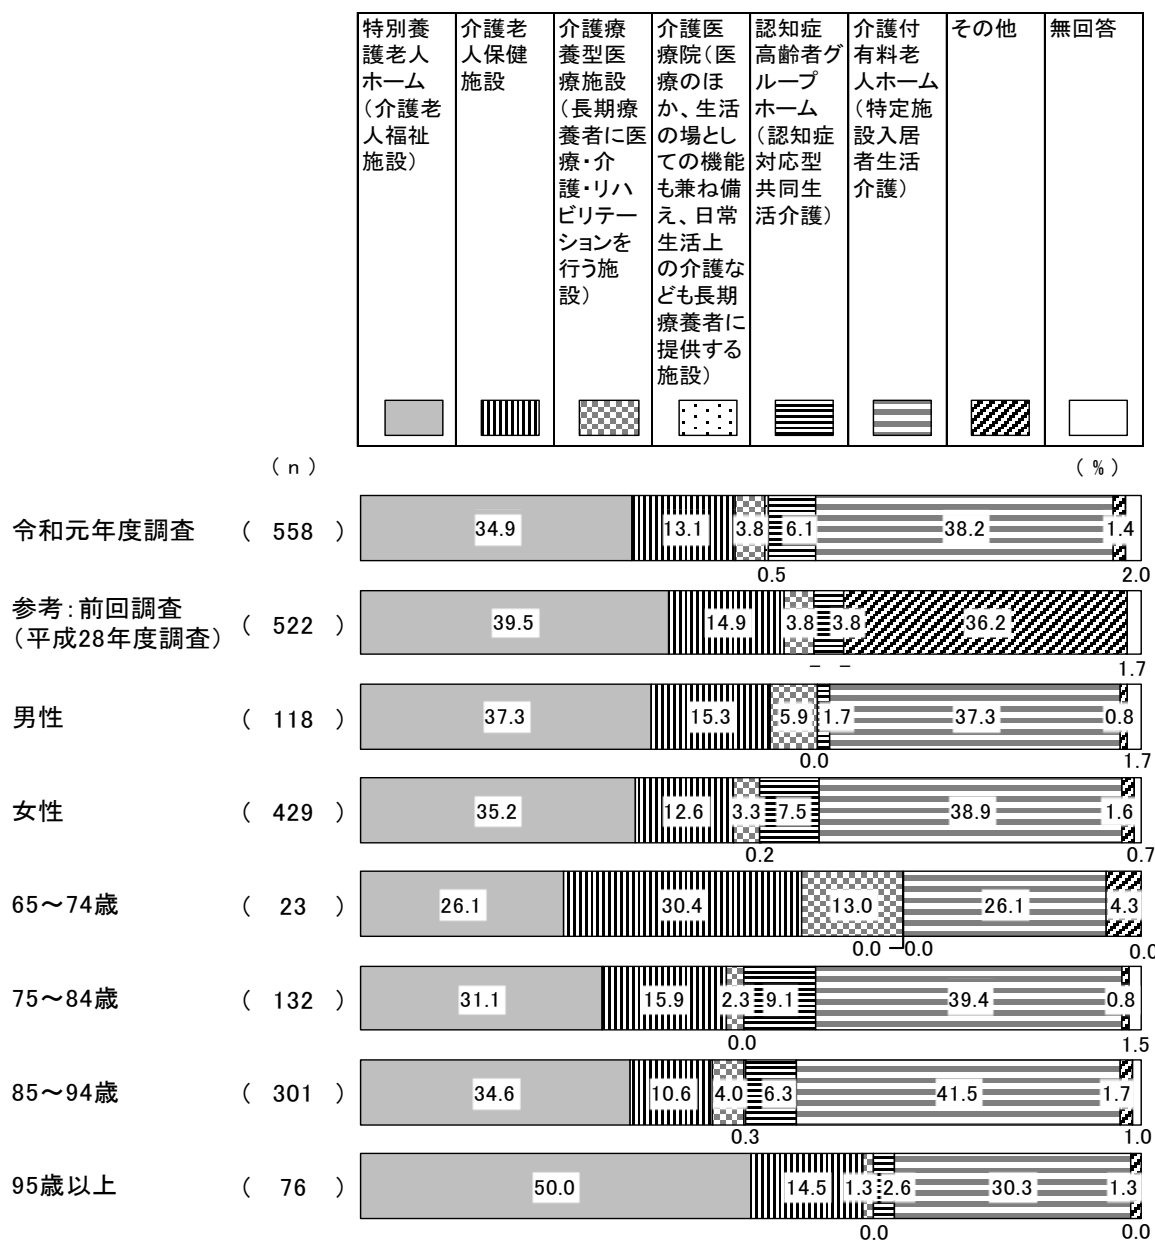 特別養
護老人
ホーム
（介護老
人福祉
施設）
介護老
人保健
施設
介護療
養型医
療施設
（長期療
養者に医
療・介
護・リハ
ビリテー
ションを
行う施
設）
介護医
療院（医
療のほ
か、生活
の場とし
ての機能
も兼ね備
え、日常
生活上
の介護な
ども長期
療養者に
提供する
施設）
認知症
高齢者グ
ループ
ホーム
（認知症
対応型
共同生
活介護）
介護付
有料老
人ホーム
（特定施
設入居
者生活
介護）
その他
無回答
（n） （%）
令和元年度調査 （ 558 ） 34.9 13.1 3.8 6.1 38.2 1.4
0.5 2.0
参考：前回調査
（平成28年度調査） （ 522 ） 39.5 14.9 3.8 3.8 36.2
－ － 1.7
男性 （ 118 ） 37.3 15.3 5.9 1.7 37.3 0.8
0.0 1.7
女性 （ 429 ） 35.2 12.6 3.3 7.5 38.9 1.6
0.2 0.7
65～74歳 （ 23 ） 26.1 30.4 13.0 26.1 4.3
0.0 0.0 0.0
75～84歳 （ 132 ） 31.1 15.9 2.3 9.1 39.4 0.8
0.0 1.5
85～94歳 （ 301 ） 34.6 10.6 4.0 6.3 41.5 1.7
0.3 1.0
95歳以上 （ 76 ） 50.0 14.5 1.3 2.6 30.3 1.3
0.0 0.0